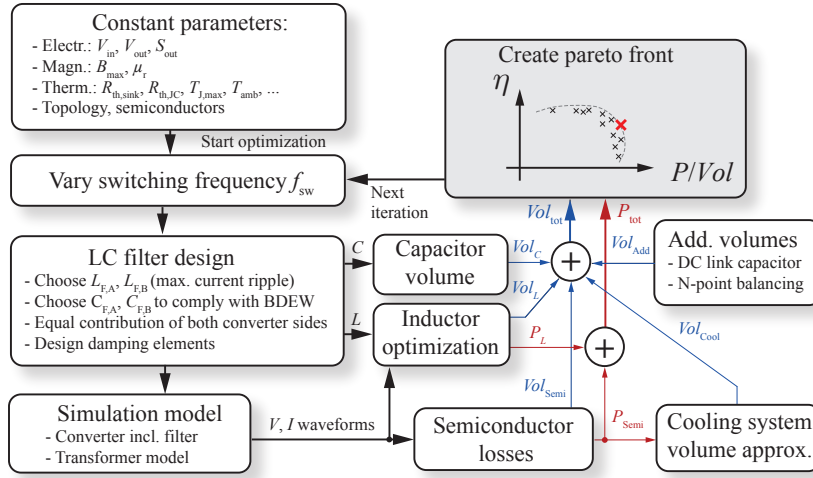 Constant parameters:
- Electr.: V_in, V_out, S_out
- Magn.: B_max, μ_r
- Therm.: R_th,sink, R_th,JC, T_J,max, T_amb, ...
- Topology, semiconductors
Start optimization
Vary switching frequency f_sw
LC filter design
- Choose L_F,A, L_F,B (max. current ripple)
- Choose C_F,A, C_F,B to comply with BDEW
- Equal contribution of both converter sides
- Design damping elements
Simulation model
- Converter incl. filter
- Transformer model
V, I waveforms
Create pareto front
η
P/Vol
Next
iteration
C
Capacitor
volume
L
Inductor
optimization
Vol_tot
P_tot
Vol_C
+
Vol_Add
Vol_L
P_L
+
Vol_Cool
Vol_Semi
P_Semi
Add. volumes
- DC link capacitor
- N-point balancing
Semiconductor
losses
Cooling system
volume approx.